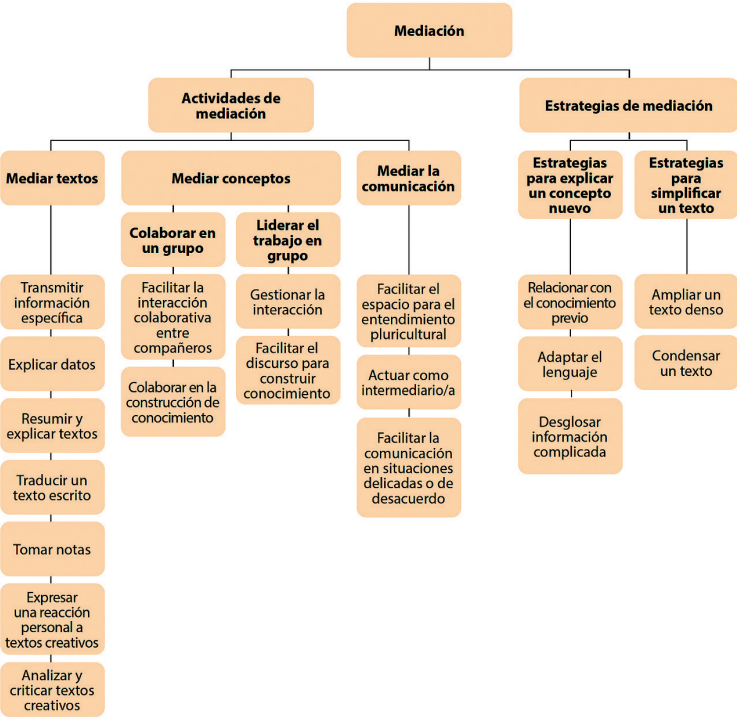 Mediación
Actividades de
mediación
Estrategias de mediación
Mediar textos
Mediar conceptos
Mediar la
comunicación
Estrategias
para explicar
un concepto
nuevo
Estrategias
para
simplificar
un texto
Colaborar en
un grupo
Liderar el
trabajo en
grupo
Transmitir
información
específica
Explicar datos
Resumir y
explicar textos
Traducir un
texto escrito
Tomar notas
Expresar
una reacción
personal a
textos creativos
Analizar y
criticar textos
creativos
Facilitar la
interacción
colaborativa
entre
compañeros
Colaborar en la
construcción de
conocimiento
Gestionar la
interacción
Facilitar el
discurso para
construir
conocimiento
Facilitar el
espacio para el
entendimiento
pluricultural
Actuar como
intermediario/a
Facilitar la
comunicación
en situaciones
delicadas o de
desacuerdo
Relacionar con
el conocimiento
previo
Adaptar el
lenguaje
Desglosar
información
complicada
Ampliar un
texto denso
Condensar
un texto